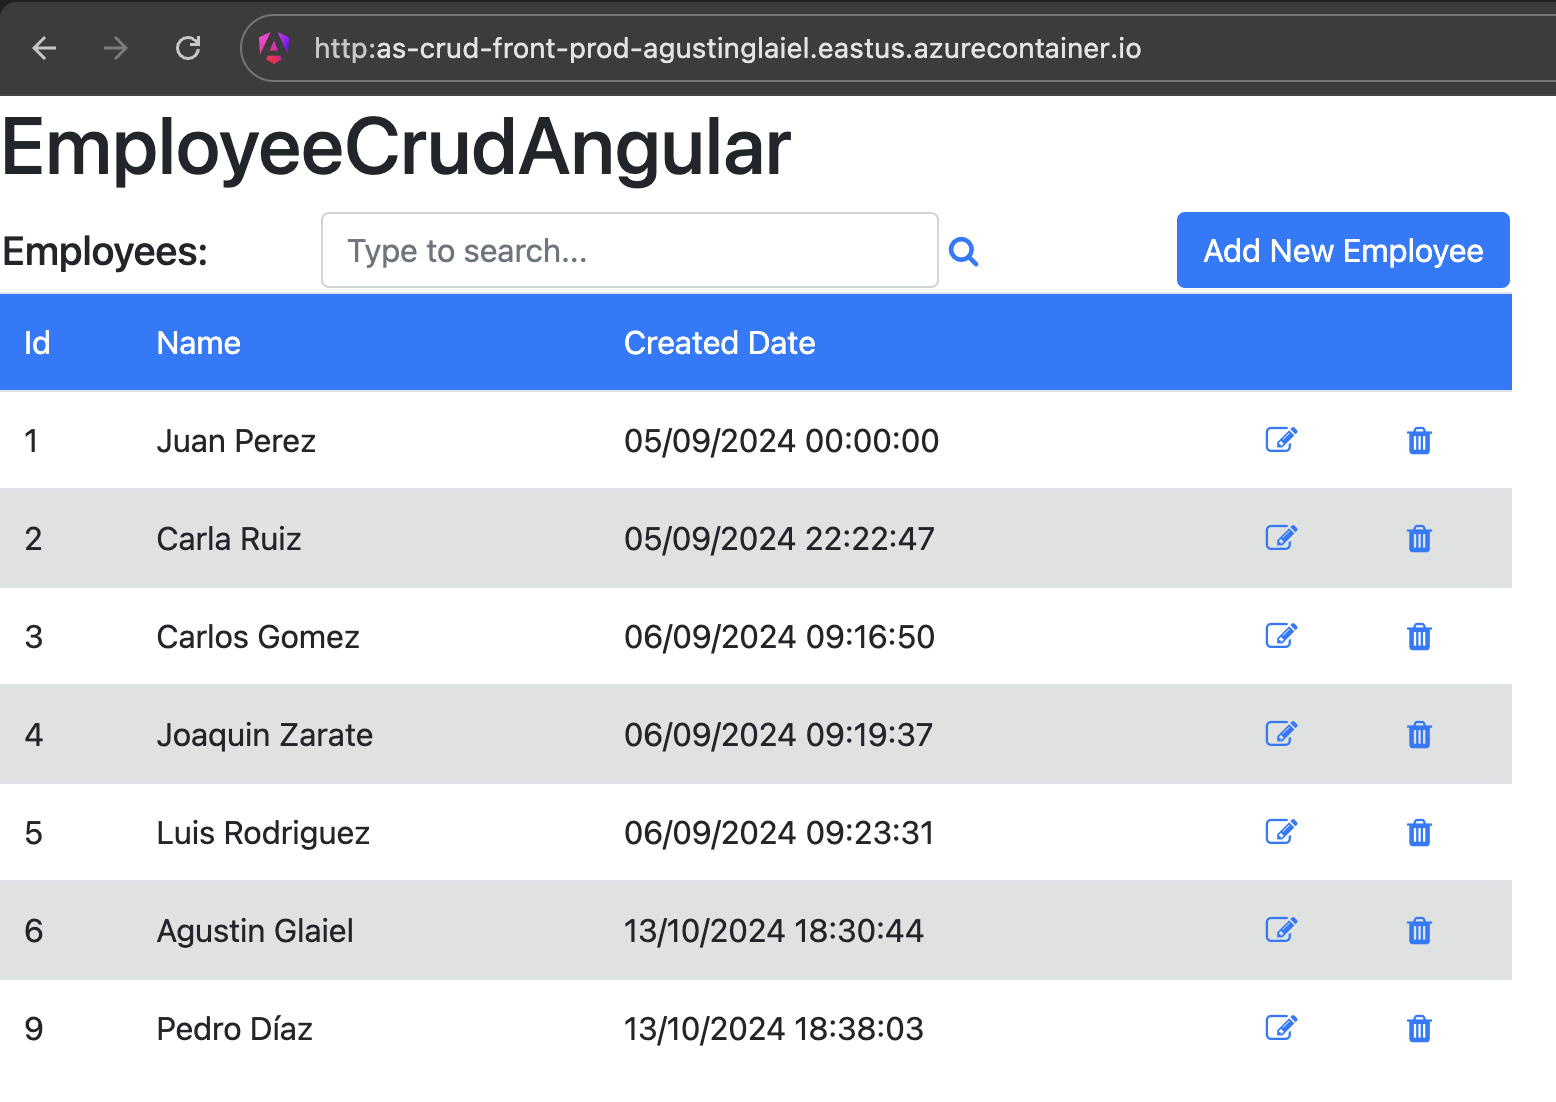 http:as-crud-front-prod-agustinglaiel.eastus.azurecontainer.io
EmployeeCrudAngular
Employees: Type to search... Add New Employee
Id Name Created Date
1 Juan Perez 05/09/2024 00:00:00
2 Carla Ruiz 05/09/2024 22:22:47
3 Carlos Gomez 06/09/2024 09:16:50
4 Joaquin Zarate 06/09/2024 09:19:37
5 Luis Rodriguez 06/09/2024 09:23:31
6 Agustin Glaiel 13/10/2024 18:30:44
9 Pedro Díaz 13/10/2024 18:38:03